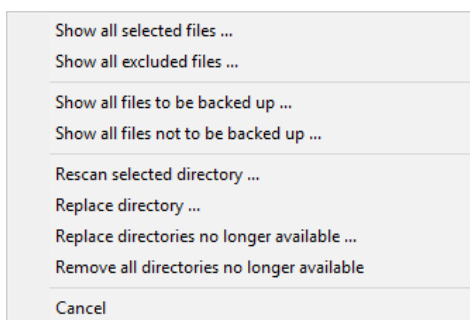 Show all selected files ...
Show all excluded files ...
Show all files to be backed up ...
Show all files not to be backed up ...
Rescan selected directory ...
Replace directory ...
Replace directories no longer available ...
Remove all directories no longer available
Cancel